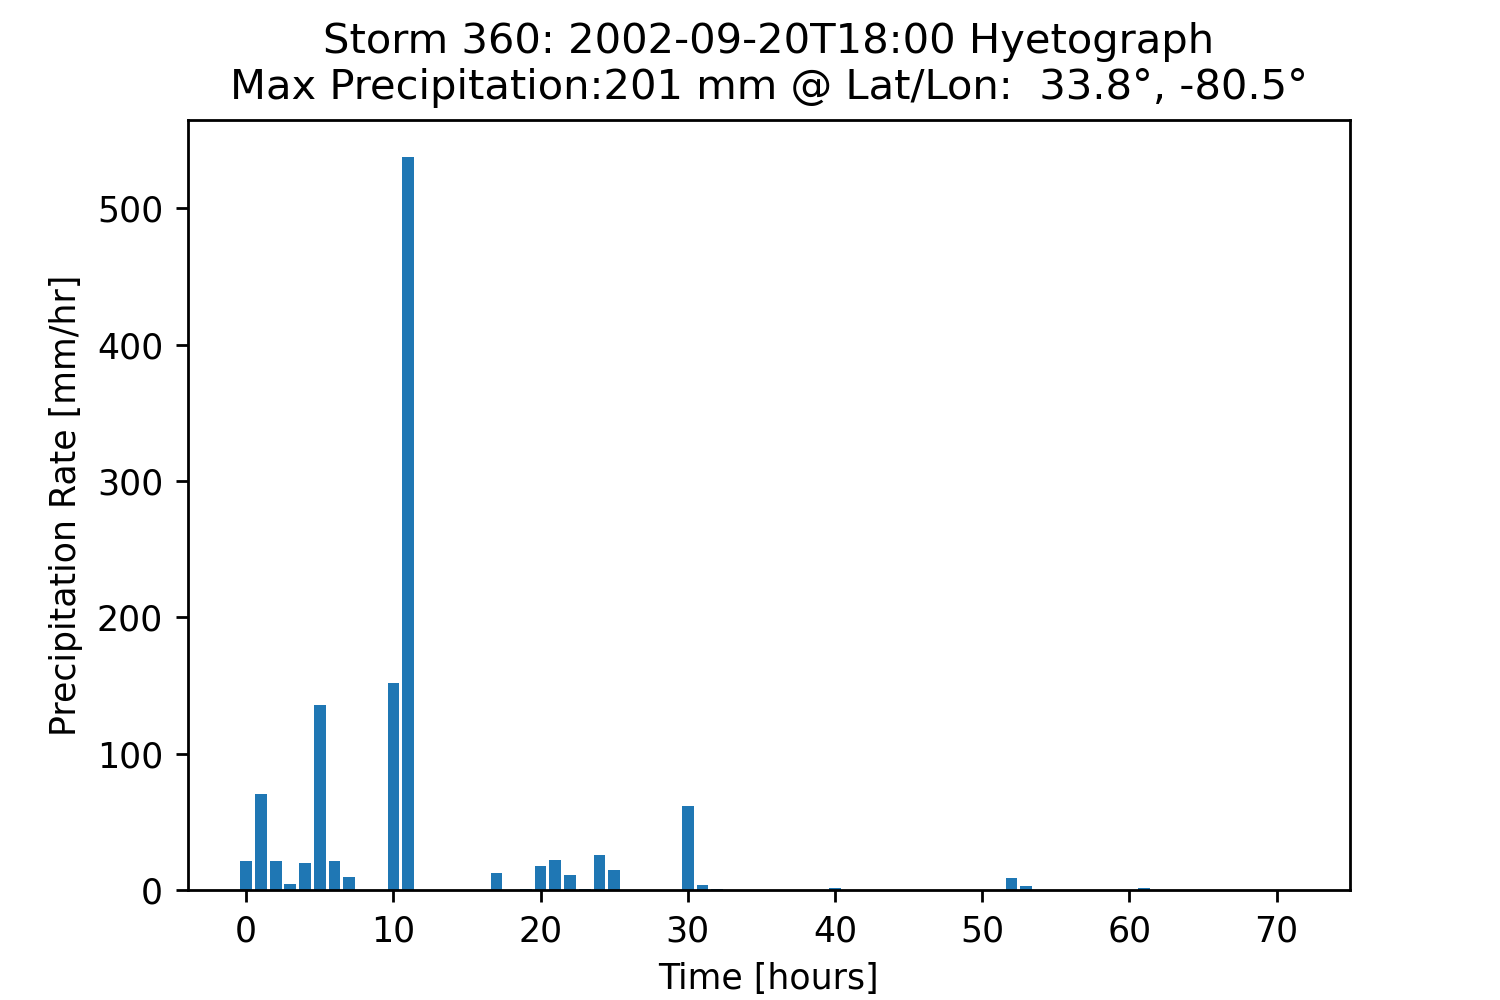 Storm 360: 2002-09-20T18:00 Hyetograph
Max Precipitation:201 mm @ Lat/Lon:  33.8°, -80.5°
500
400
300
200
100
0
Precipitation Rate [mm/hr]
0 10 20 30 40 50 60 70
Time [hours]